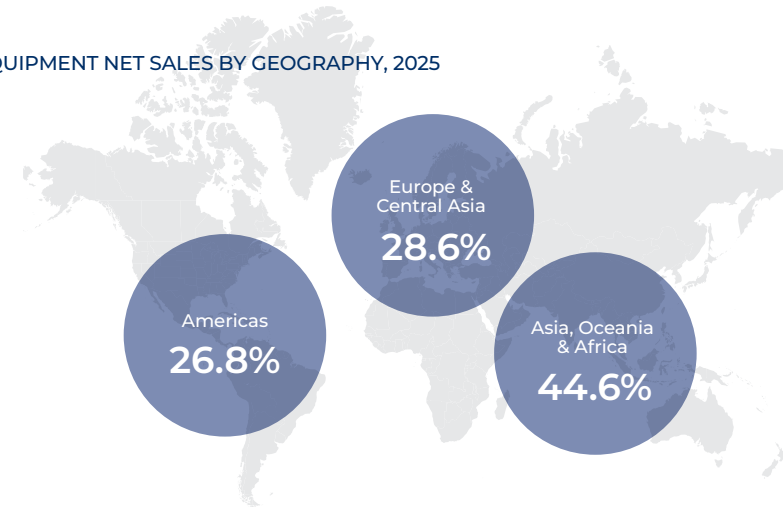 QUIPMENT NET SALES BY GEOGRAPHY, 2025
Europe &
Central Asia
28.6%
Americas
26.8%
Asia, Oceania
& Africa
44.6%